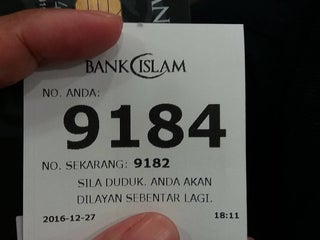 BANK ISLAM
NO. ANDA:
9184
NO. SEKARANG: 9182
SILA DUDUK. ANDA AKAN
DILAYAN SEBENTAR LAGI.
2016-12-27 18:11